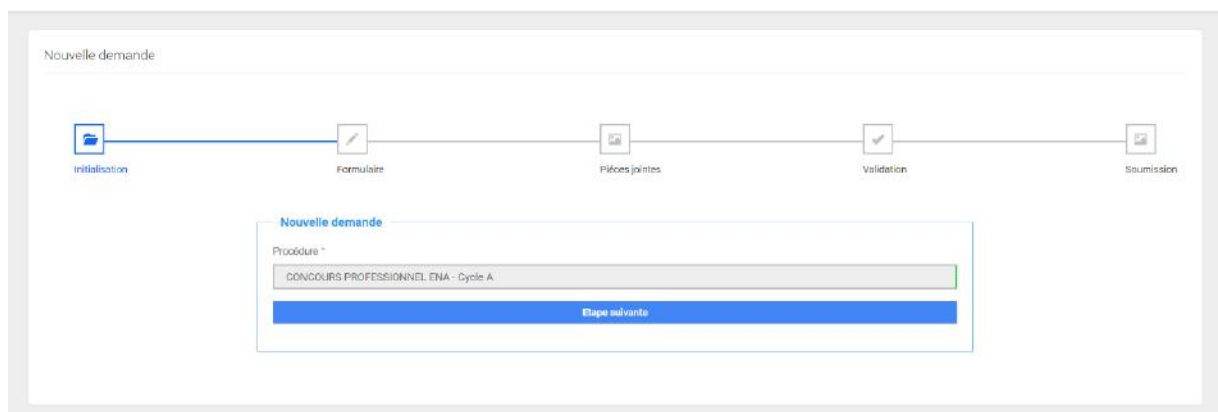 Nouvelle demande
Initialisation
Formulaire
Pièces jointes
Validation
Soumission
Nouvelle demande
Procédure *
CONCOURS PROFESSIONNEL ENA - Cycle A
Etape suivante